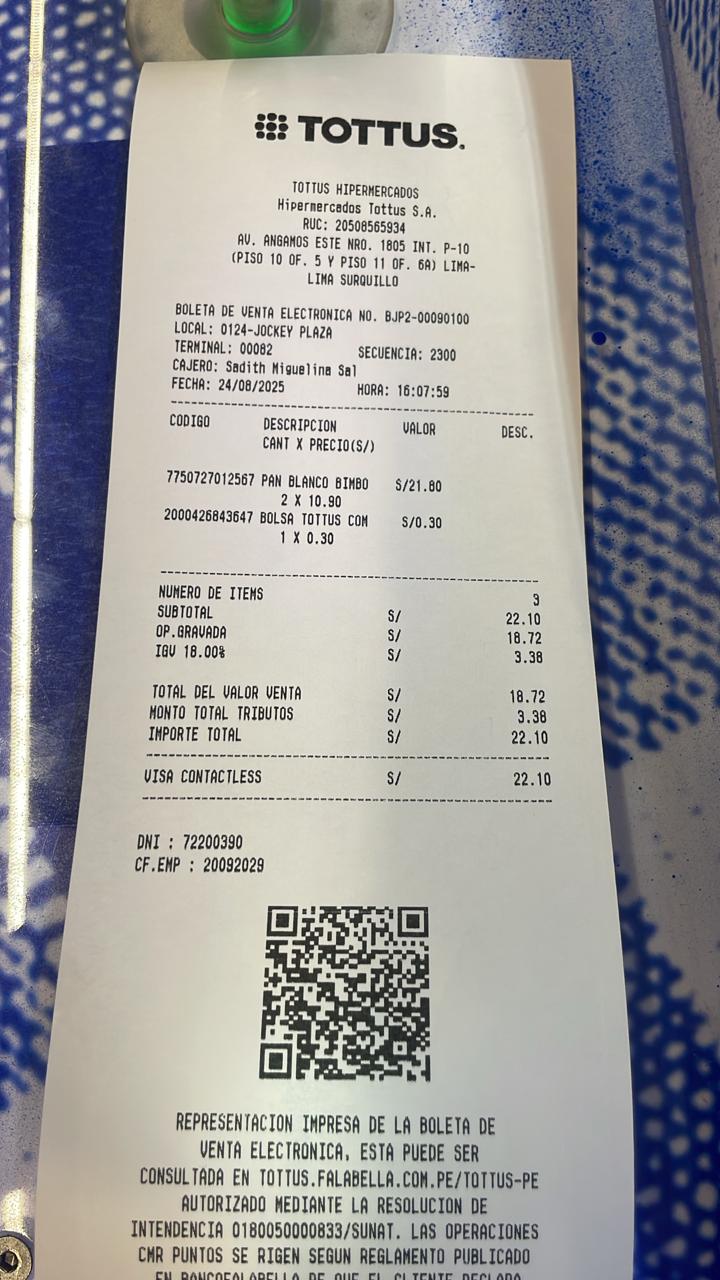 TOTTUS.
TOTTUS HIPERMERCADOS
Hipermercados Tottus S.A.
RUC: 20508565934
AV. ANGAMOS ESTE NRO. 1805 INT. P-10
(PISO 10 OF. 5 Y PISO 11 OF. 6A) LIMA-
LIMA SURQUILLO
BOLETA DE VENTA ELECTRONICA NO. BJP2-00090100
LOCAL: 0124-JOCKEY PLAZA
TERMINAL: 00082 SECUENCIA: 2300
CAJERO: Sadith Miguelina Sal
FECHA: 24/08/2025 HORA: 16:07:59
CODIGO DESCRIPCION VALOR DESC.
CANT X PRECIO(S/)
7750727012567 PAN BLANCO BIMBO S/21.80
2 X 10.90
2000426843647 BOLSA TOTTUS COM S/0.30
1 X 0.30
NUMERO DE ITEMS 3
SUBTOTAL S/ 22.10
OP.GRAVADA S/ 18.72
IGV 18.00% S/ 3.38
TOTAL DEL VALOR VENTA S/ 18.72
MONTO TOTAL TRIBUTOS S/ 3.38
IMPORTE TOTAL S/ 22.10
VISA CONTACTLESS S/ 22.10
DNI : 72200390
CF.EMP : 20092029
REPRESENTACION IMPRESA DE LA BOLETA DE
VENTA ELECTRONICA, ESTA PUEDE SER
CONSULTADA EN TOTTUS.FALABELLA.COM.PE/TOTTUS-PE
AUTORIZADO MEDIANTE LA RESOLUCION DE
INTENDENCIA 0180050000833/SUNAT. LAS OPERACIONES
CMR PUNTOS SE RIGEN SEGUN REGLAMENTO PUBLICADO
EN BANCOFALABELLA.PE QUE EL CLIENTE DECLARA